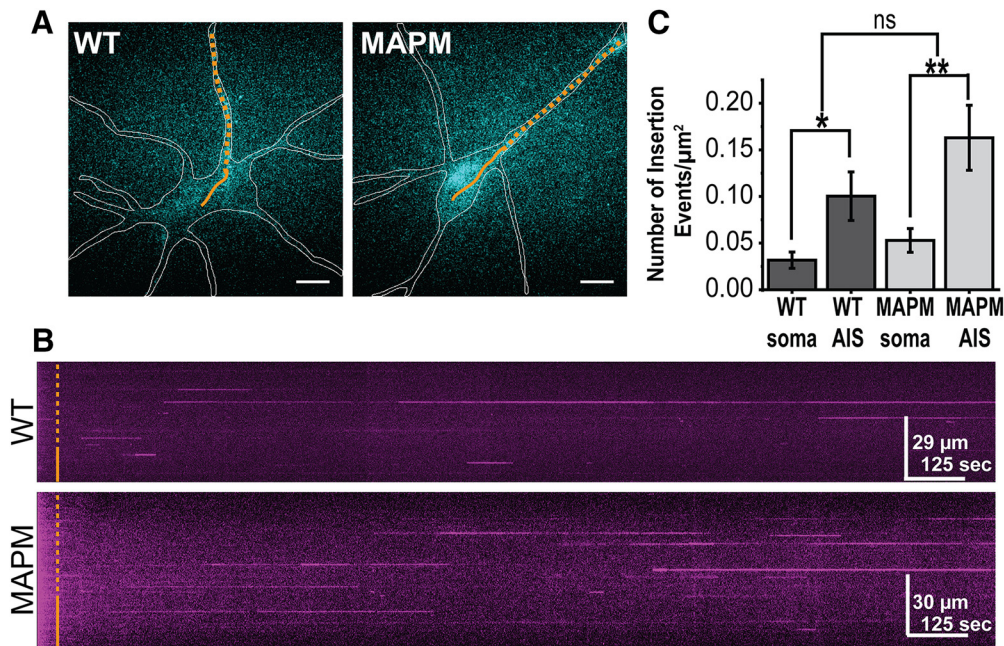 A
WT
MAPM
C
ns
*
**
Number of Insertion
Events/µm²
0.20
0.15
0.10
0.05
0.00
WT
soma
WT
AIS
MAPM
soma
MAPM
AIS
B
WT
29 µm
125 sec
MAPM
30 µm
125 sec